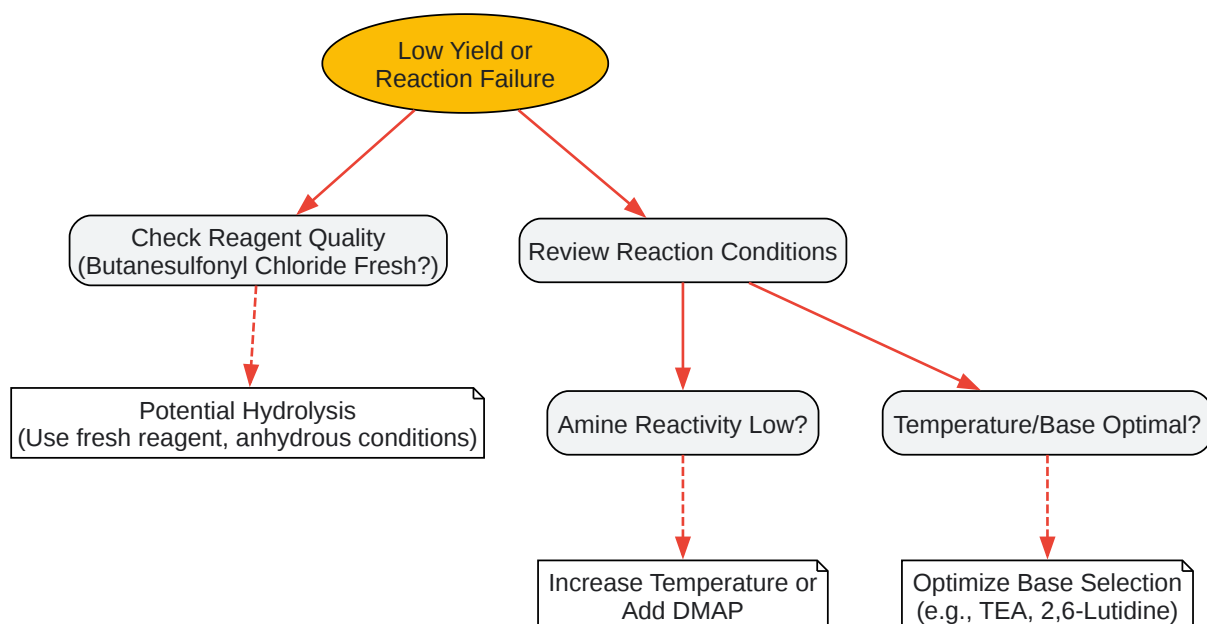 Low Yield or
Reaction Failure
Check Reagent Quality
(Butanesulfonyl Chloride Fresh?)
Review Reaction Conditions
Potential Hydrolysis
(Use fresh reagent, anhydrous conditions)
Amine Reactivity Low?
Temperature/Base Optimal?
Increase Temperature or
Add DMAP
Optimize Base Selection
(e.g., TEA, 2,6-Lutidine)